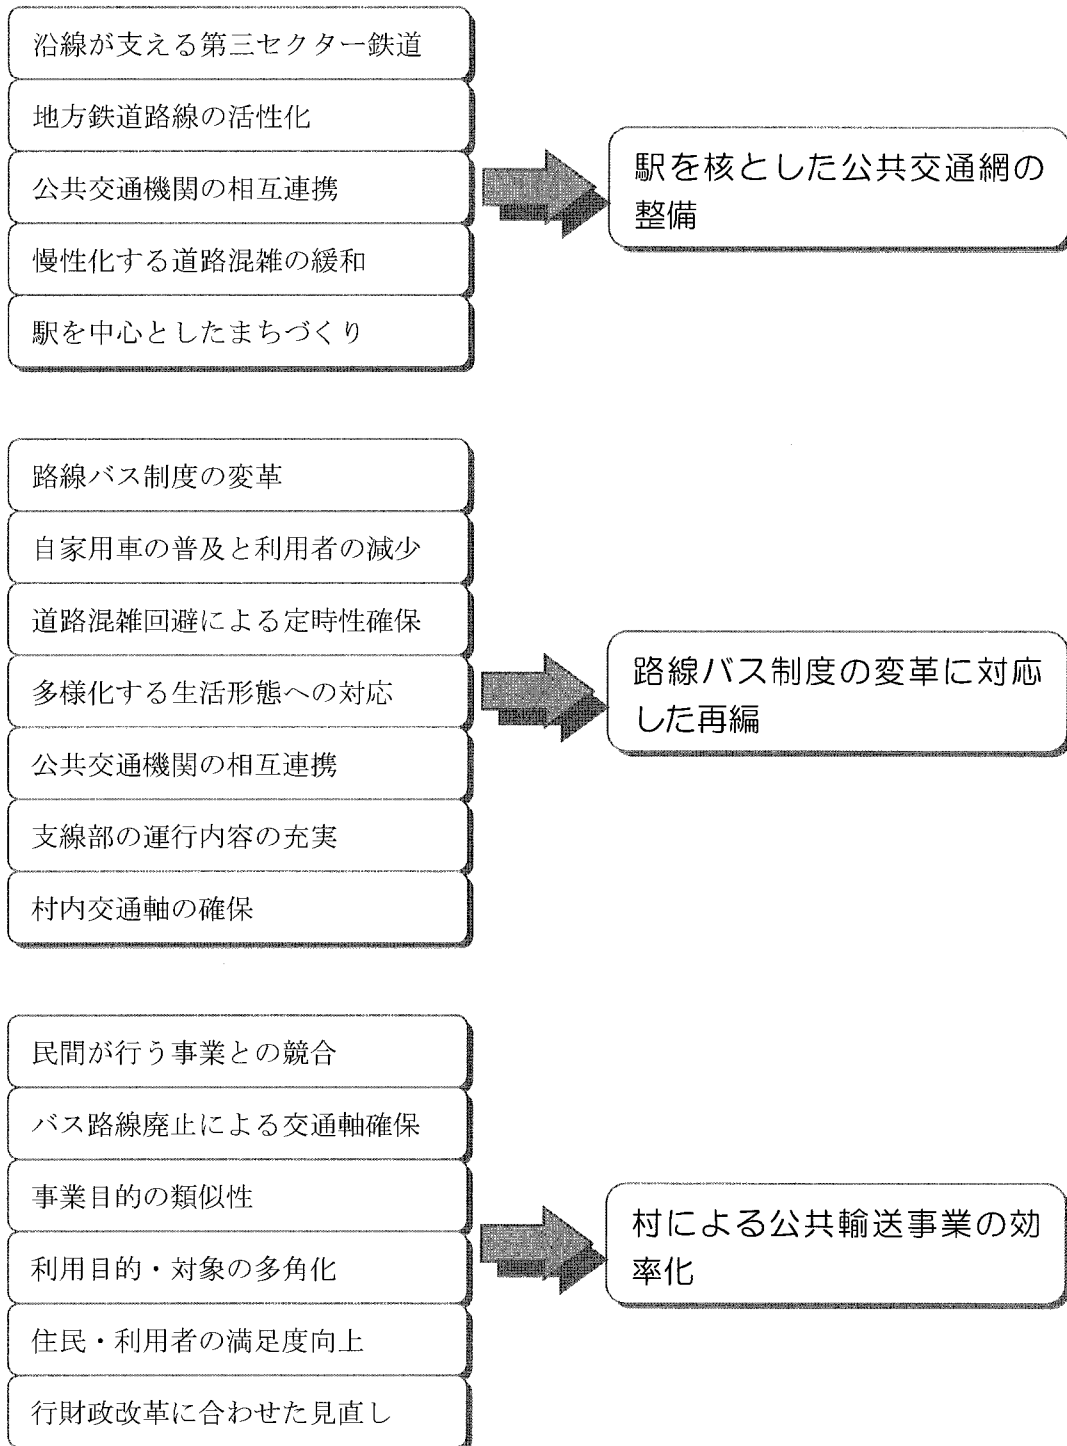 沿線が支える第三セクター鉄道
地方鉄道路線の活性化
公共交通機関の相互連携
慢性化する道路混雑の緩和
駅を中心としたまちづくり
駅を核とした公共交通網の
整備
路線バス制度の変革
自家用車の普及と利用者の減少
道路混雑回避による定時性確保
多様化する生活形態への対応
公共交通機関の相互連携
支線部の運行内容の充実
村内交通軸の確保
路線バス制度の変革に対応
した再編
民間が行う事業との競合
バス路線廃止による交通軸確保
事業目的の類似性
利用目的・対象の多角化
住民・利用者の満足度向上
行財政改革に合わせた見直し
村による公共輸送事業の効
率化